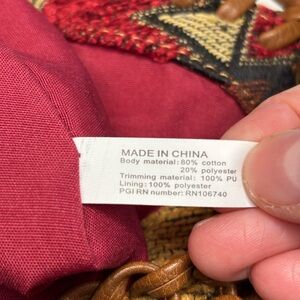 MADE IN CHINA
Body material: 80% cotton
20% polyester
Trimming material: 100% PU
Lining: 100% polyester
PGI RN number: RN106740